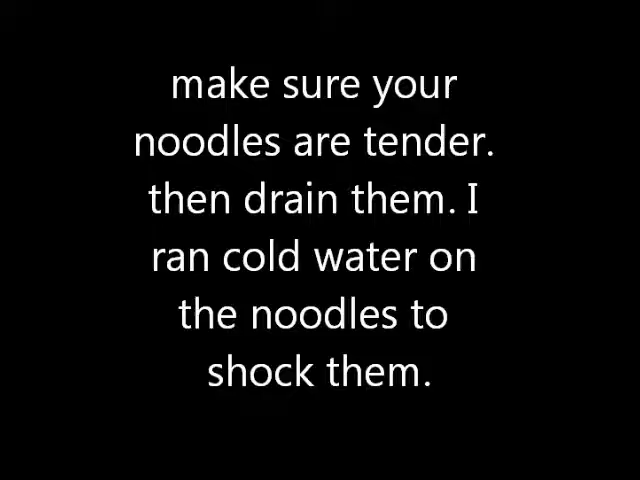 make sure your
noodles are tender.
then drain them. I
ran cold water on
the noodles to
shock them.